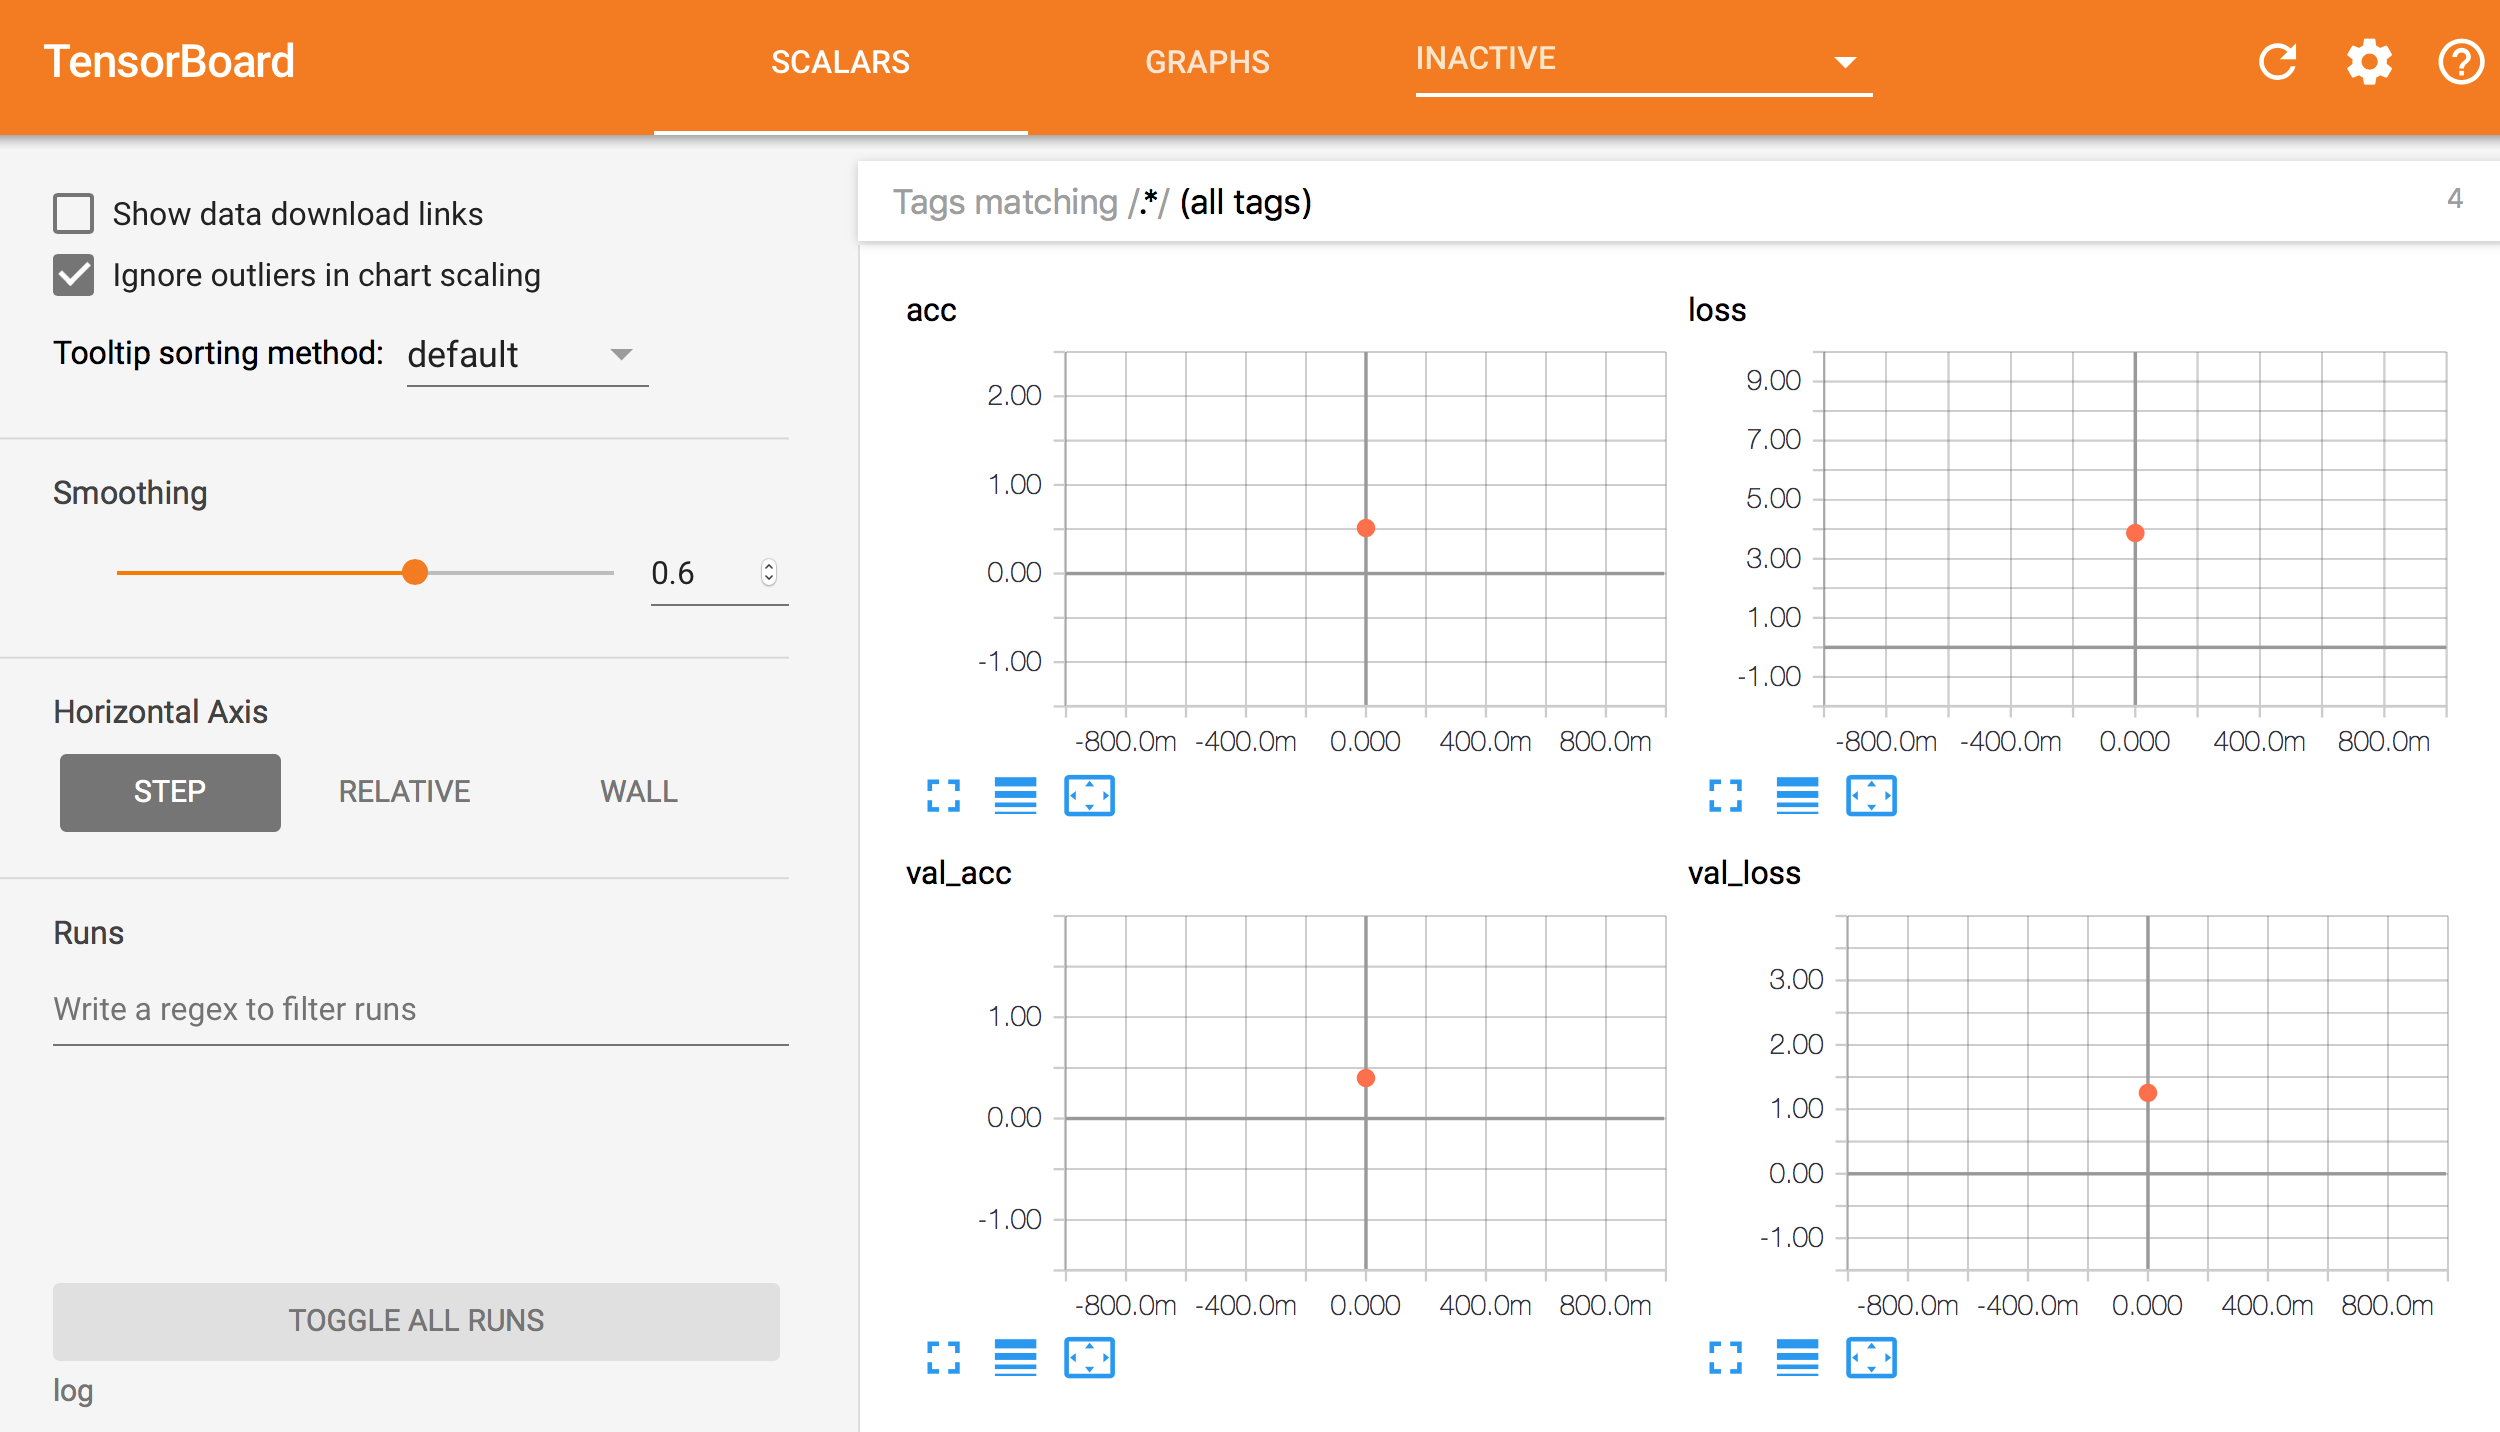 TensorBoard
SCALARS
GRAPHS
INACTIVE
Show data download links
Ignore outliers in chart scaling
Tooltip sorting method: default
Smoothing
0.6
Horizontal Axis
STEP RELATIVE WALL
Runs
Write a regex to filter runs
TOGGLE ALL RUNS
log
Tags matching /.*/ (all tags)
4
acc
2.00
1.00
0.00
-1.00
-800.0m -400.0m 0.000 400.0m 800.0m
loss
9.00
7.00
5.00
3.00
1.00
-1.00
-800.0m -400.0m 0.000 400.0m 800.0m
val_acc
1.00
0.00
-1.00
-800.0m -400.0m 0.000 400.0m 800.0m
val_loss
3.00
2.00
1.00
0.00
-1.00
-800.0m -400.0m 0.000 400.0m 800.0m